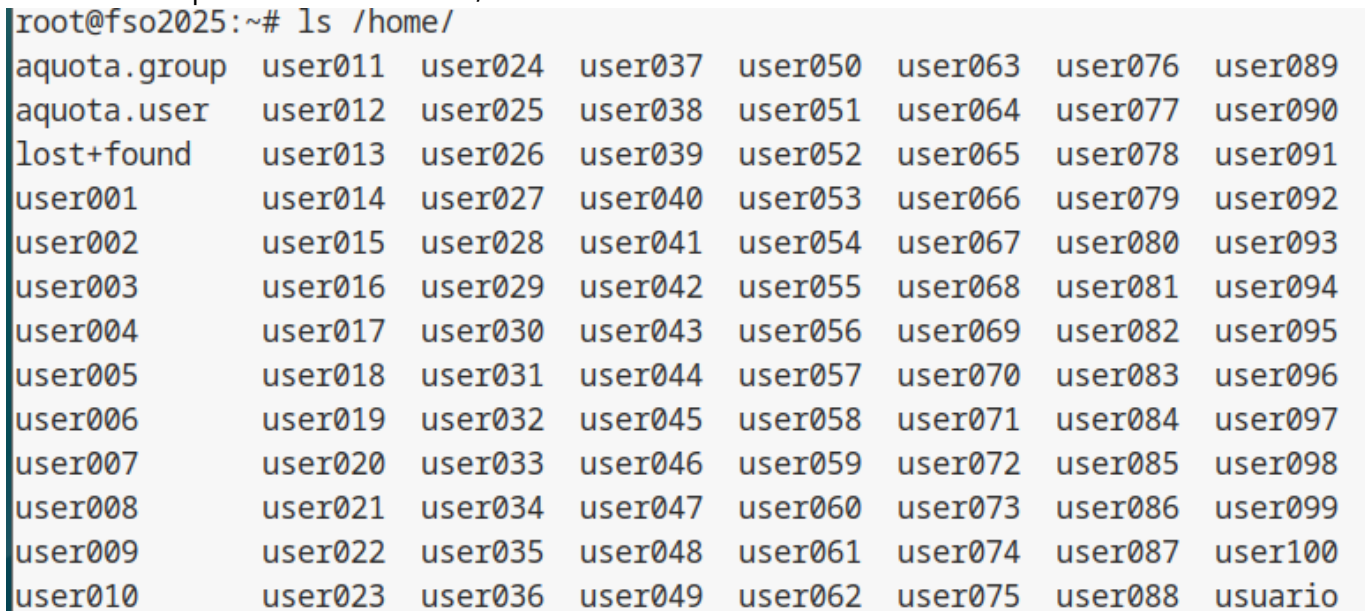 root@fso2025:~# ls /home/
aquota.group  user011  user024  user037  user050  user063  user076  user089
aquota.user   user012  user025  user038  user051  user064  user077  user090
lost+found    user013  user026  user039  user052  user065  user078  user091
user001       user014  user027  user040  user053  user066  user079  user092
user002       user015  user028  user041  user054  user067  user080  user093
user003       user016  user029  user042  user055  user068  user081  user094
user004       user017  user030  user043  user056  user069  user082  user095
user005       user018  user031  user044  user057  user070  user083  user096
user006       user019  user032  user045  user058  user071  user084  user097
user007       user020  user033  user046  user059  user072  user085  user098
user008       user021  user034  user047  user060  user073  user086  user099
user009       user022  user035  user048  user061  user074  user087  user100
user010       user023  user036  user049  user062  user075  user088  usuario